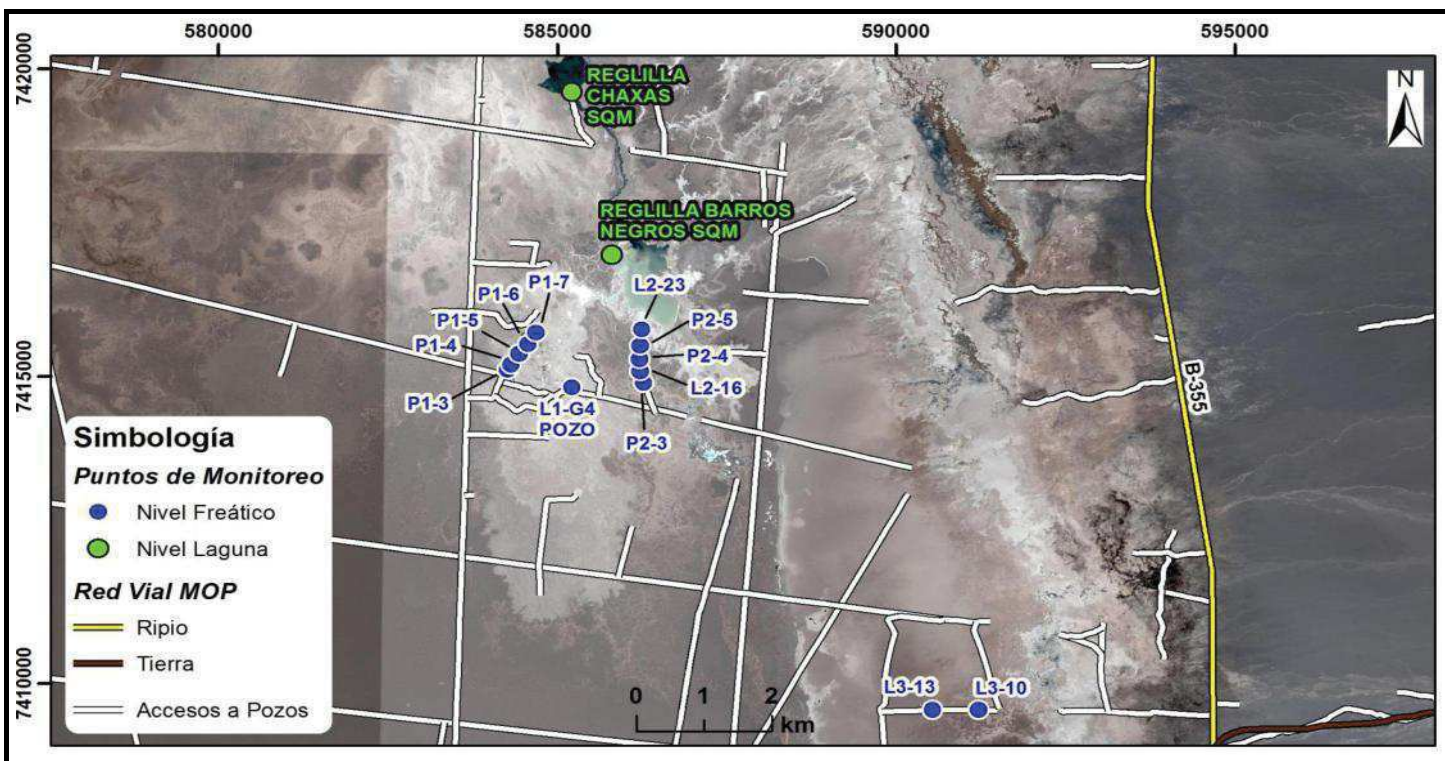 580000
585000
590000
595000
7420000
7415000
7410000
N
REGLILLA
CHAXAS
SQM
REGLILLA BARROS
NEGROS SQM
P1-7
P1-6
P1-5
P1-4
P1-3
L2-23
P2-5
P2-4
L2-16
P2-3
L1-G4
POZO
B-355
L3-13
L3-10
Simbología
Puntos de Monitoreo
Nivel Freático
Nivel Laguna
Red Vial MOP
Ripio
Tierra
Accesos a Pozos
0 1 2
km